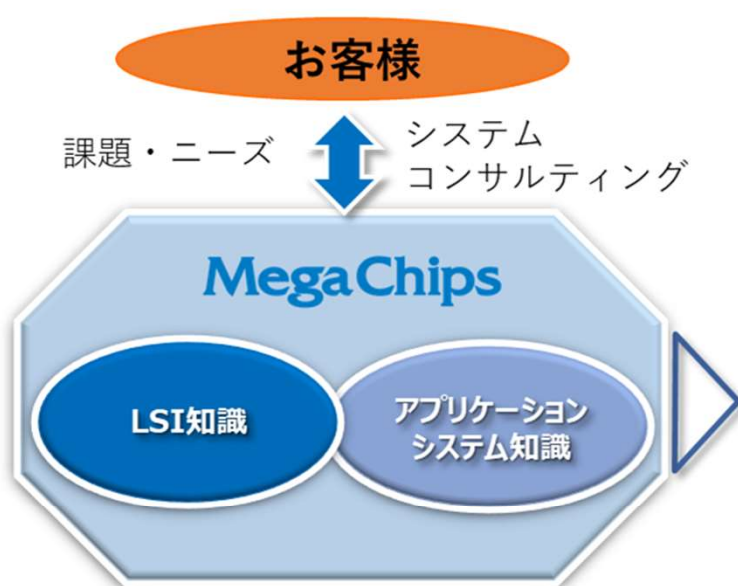 お客様
課題・ニーズ
システム
コンサルティング
MegaChips
LSI知識
アプリケーション
システム知識